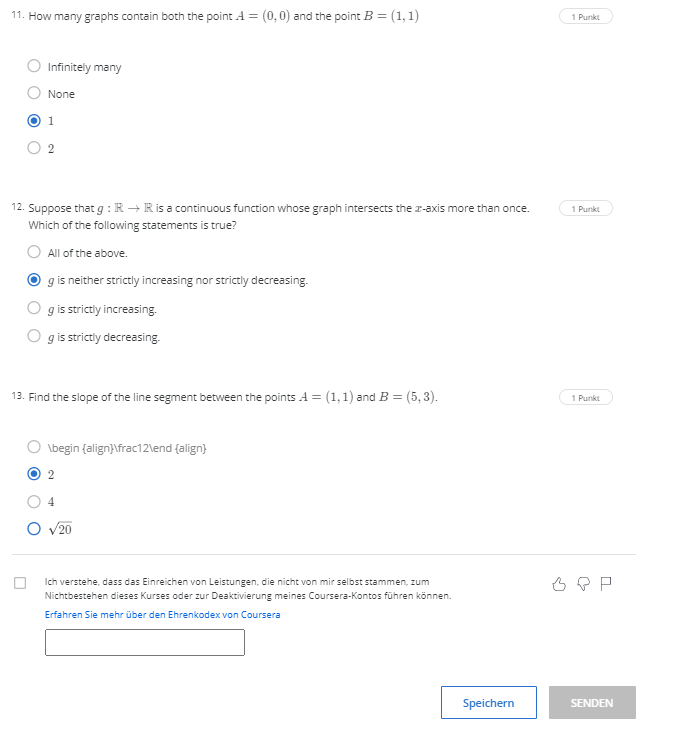 11. How many graphs contain both the point A = (0, 0) and the point B = (1, 1)
1 Punkt
Infinitely many
None
1
2
12. Suppose that g : ℝ → ℝ is a continuous function whose graph intersects the x-axis more than once.
1 Punkt
Which of the following statements is true?
All of the above.
g is neither strictly increasing nor strictly decreasing.
g is strictly increasing.
g is strictly decreasing.
13. Find the slope of the line segment between the points A = (1, 1) and B = (5, 3).
1 Punkt
\begin {align}\frac12\end {align}
2
4
√20
Ich verstehe, dass das Einreichen von Leistungen, die nicht von mir selbst stammen, zum
Nichtbestehen dieses Kurses oder zur Deaktivierung meines Coursera-Kontos führen können.
Erfahren Sie mehr über den Ehrenkodex von Coursera
Speichern
SENDEN